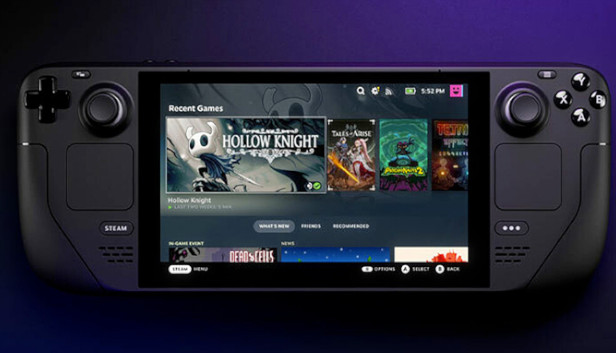 5:52 PM
Recent Games
HOLLOW KNIGHT
TALES of ARISE
Hollow Knight
WHAT'S NEW FRIENDS RECOMMENDED
IN-GAME EVENT NEWS
DEAD CELLS
STEAM MENU
A OPTIONS A SELECT B BACK
STEAM
Y
X
B
A